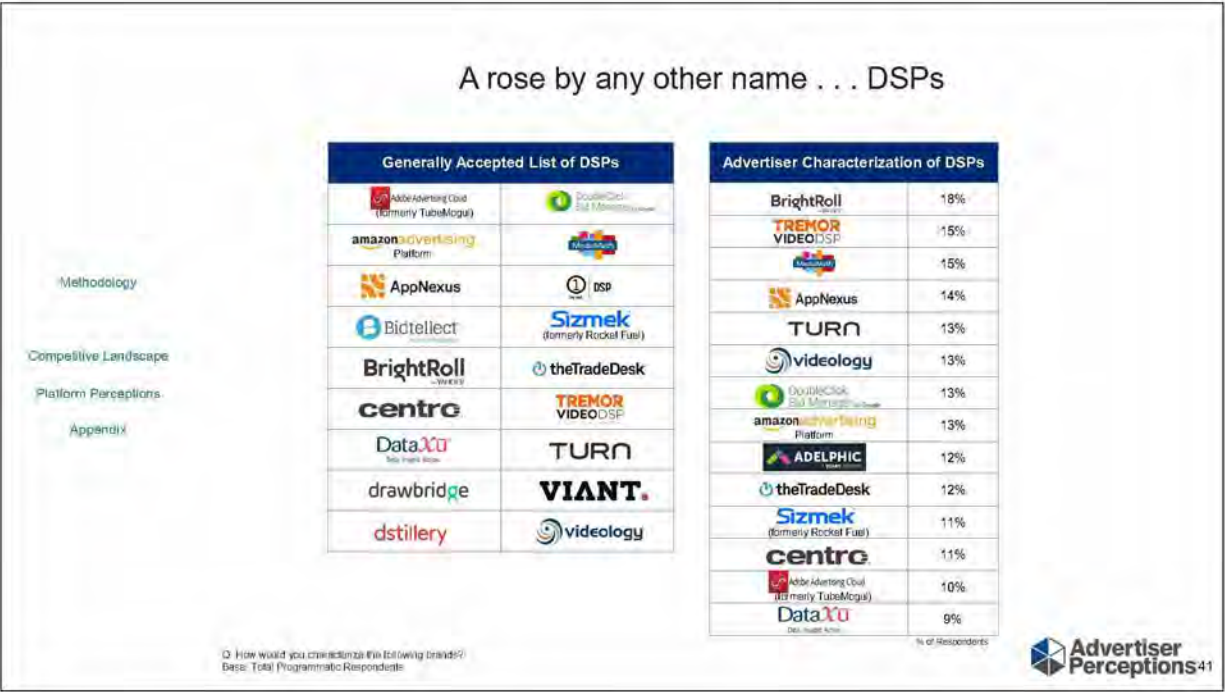 A rose by any other name . . . DSPs
Methodology
Competitive Landscape
Platform Perceptions
Appendix
Generally Accepted List of DSPs
Adobe Advertising Cloud
(formerly TubeMogul)
DoubleClick
Bid Manager
amazonadvertising
Platform
MediaMath
AppNexus
1 DSP
Bidtellect
Sizmek
(formerly Rocket Fuel)
BrightRoll
theTradeDesk
centro
TREMOR
VIDEODSP
DataXu
TURN
drawbridge
VIANT.
dstillery
videology
Advertiser Characterization of DSPs
BrightRoll 18%
TREMOR
VIDEODSP 15%
MediaMath 15%
AppNexus 14%
TURN 13%
videology 13%
DoubleClick
Bid Manager 13%
amazonadvertising
Platform 13%
ADELPHIC 12%
theTradeDesk 12%
Sizmek
(formerly Rocket Fuel) 11%
centro 11%
Adobe Advertising Cloud
(formerly TubeMogul) 10%
DataXu 9%
% of Respondents
Q How would you characterize the following brands?
Base: Total Programmatic Respondents
Advertiser
Perceptions 41